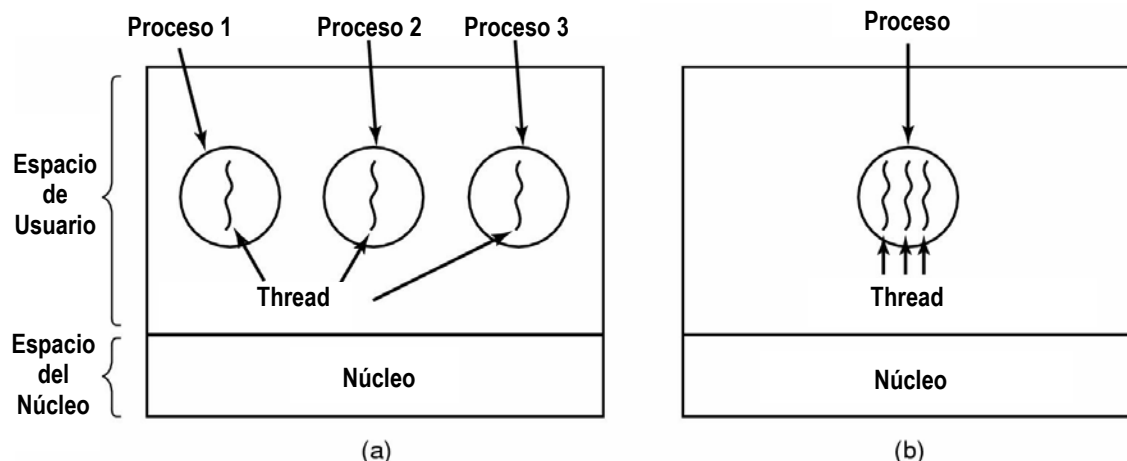 Proceso 1
Proceso 2
Proceso 3
Proceso
Espacio
de
Usuario
Thread
Thread
Espacio
del
Núcleo
Núcleo
Núcleo
(a)
(b)